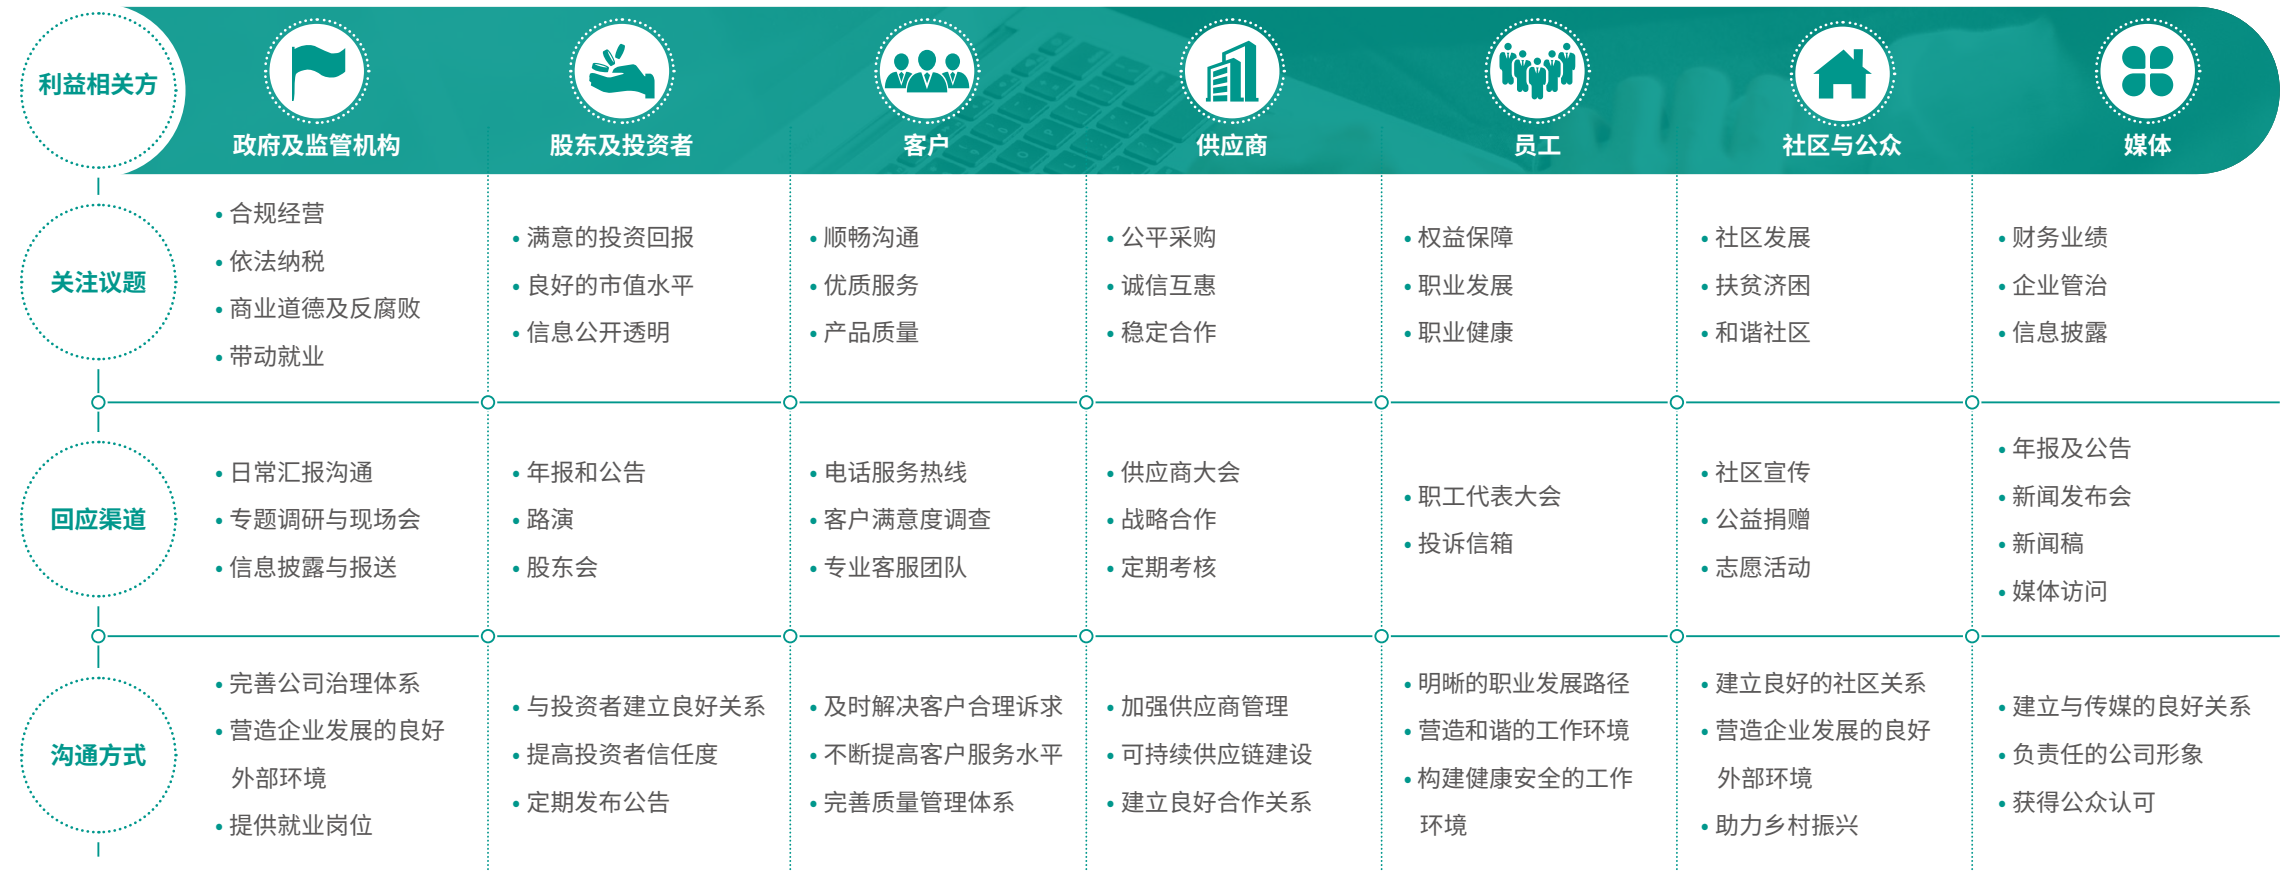 利益相关方
政府及监管机构
股东及投资者
客户
供应商
员工
社区与公众
媒体
关注议题
• 合规经营
• 依法纳税
• 商业道德及反腐败
• 带动就业
• 满意的投资回报
• 良好的市值水平
• 信息公开透明
• 顺畅沟通
• 优质服务
• 产品质量
• 公平采购
• 诚信互惠
• 稳定合作
• 权益保障
• 职业发展
• 职业健康
• 社区发展
• 扶贫济困
• 和谐社区
• 财务业绩
• 企业管治
• 信息披露
回应渠道
• 日常汇报沟通
• 专题调研与现场会
• 信息披露与报送
• 年报和公告
• 路演
• 股东会
• 电话服务热线
• 客户满意度调查
• 专业客服团队
• 供应商大会
• 战略合作
• 定期考核
• 职工代表大会
• 投诉信箱
• 社区宣传
• 公益捐赠
• 志愿活动
• 年报及公告
• 新闻发布会
• 新闻稿
• 媒体访问
沟通方式
• 完善公司治理体系
• 营造企业发展的良好
外部环境
• 提供就业岗位
• 与投资者建立良好关系
• 提高投资者信任度
• 定期发布公告
• 及时解决客户合理诉求
• 不断提高客户服务水平
• 完善质量管理体系
• 加强供应商管理
• 可持续供应链建设
• 建立良好合作关系
• 明晰的职业发展路径
• 营造和谐的工作环境
• 构建健康安全的工作
环境
• 建立良好的社区关系
• 营造企业发展的良好
外部环境
• 助力乡村振兴
• 建立与传媒的良好关系
• 负责任的公司形象
• 获得公众认可